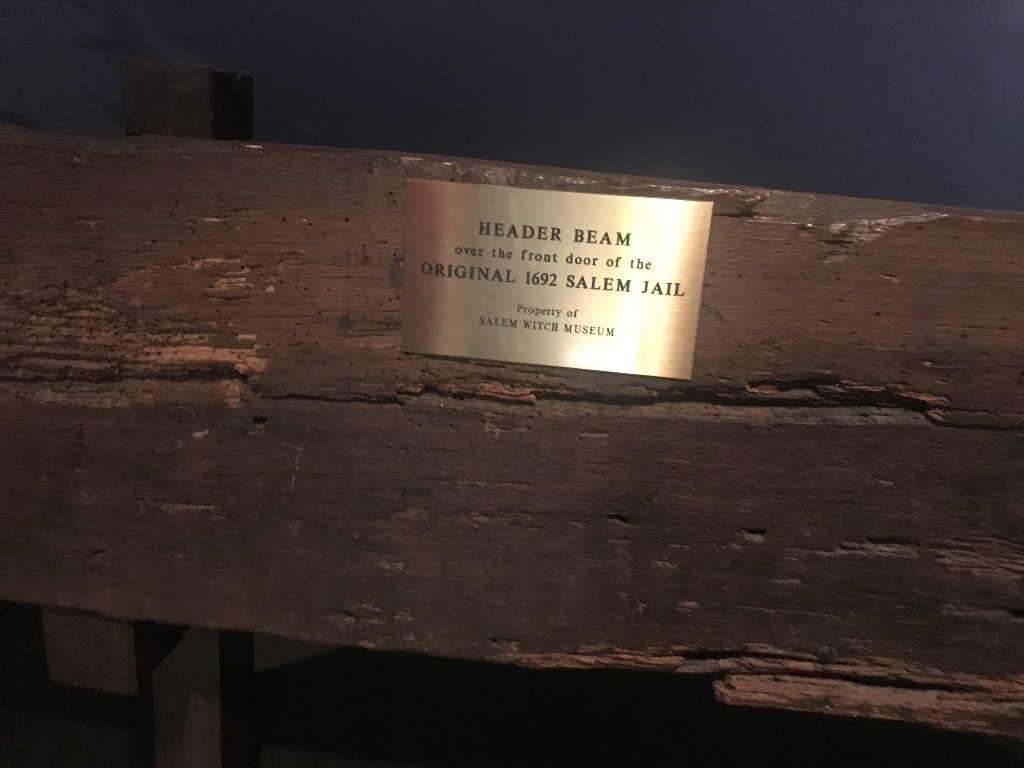 HEADER BEAM
over the front door of the
ORIGINAL 1692 SALEM JAIL
Property of
SALEM WITCH MUSEUM